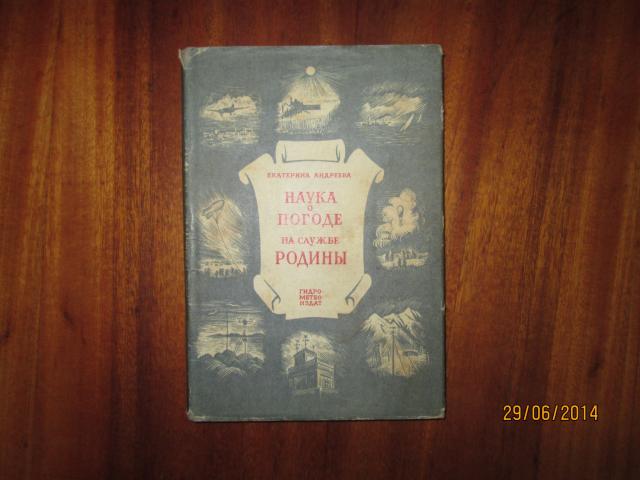 ЕКАТЕРИНА АНДРЕЕВА
НАУКА
О
ПОГОДЕ
НА СЛУЖБЕ
РОДИНЫ
ГИДРО-
МЕТЕО
ИЗДАТ
29/06/2014